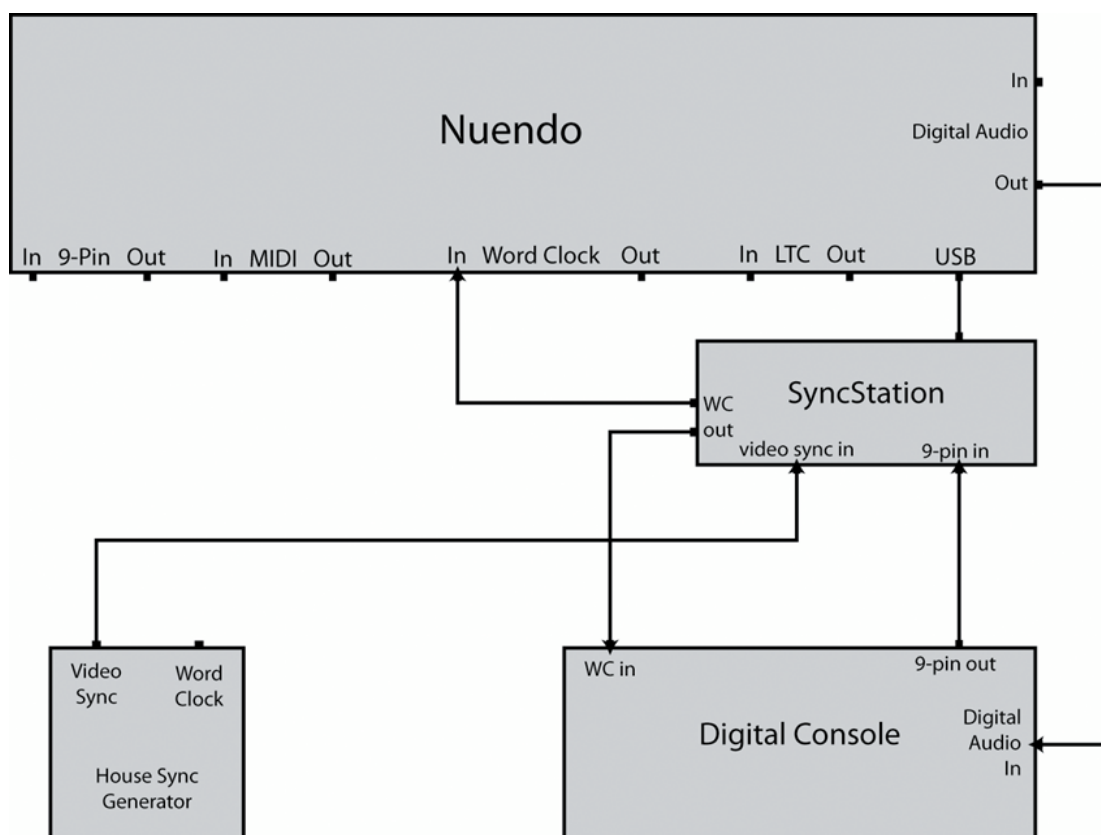 In
Nuendo
Digital Audio
Out
In 9-Pin Out In MIDI Out In Word Clock Out In LTC Out USB
SyncStation
WC
out
video sync in 9-pin in
Video
Sync
Word
Clock
House Sync
Generator
WC in
9-pin out
Digital Console
Digital
Audio
In